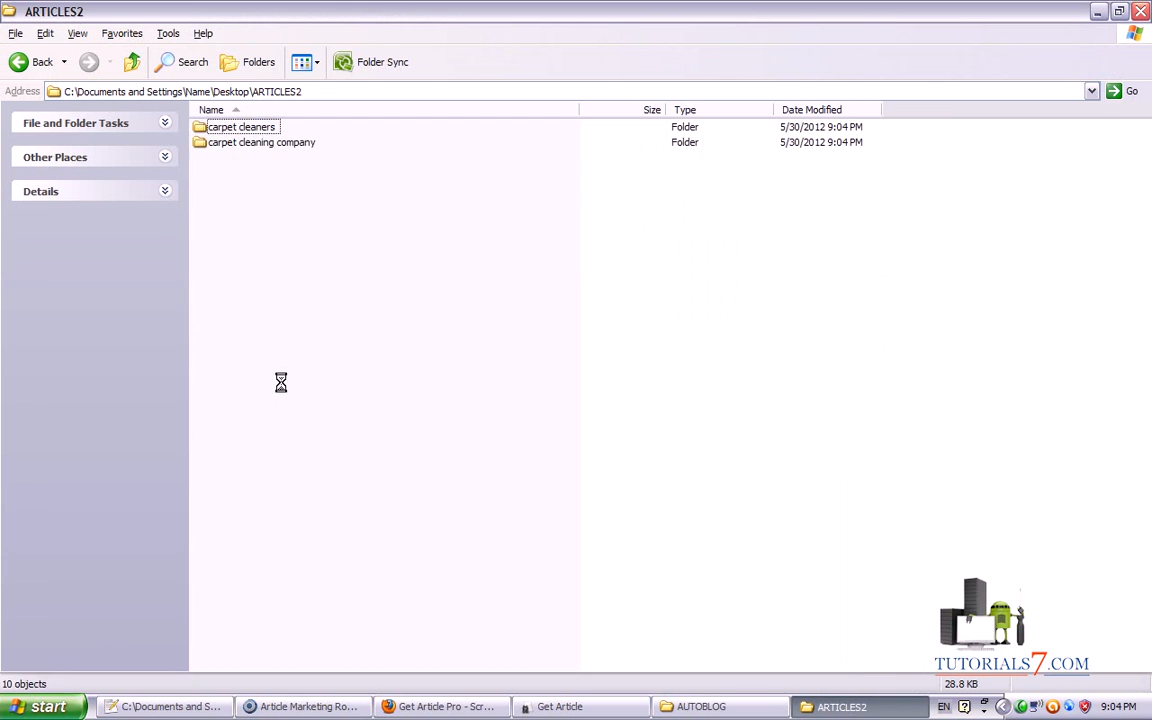 ARTICLES2
File Edit View Favorites Tools Help
Back Search Folders Folder Sync
Address C:\Documents and Settings\Name\Desktop\ARTICLES2 Go
Name Size Type Date Modified
File and Folder Tasks
carpet cleaners Folder 5/30/2012 9:04 PM
carpet cleaning company Folder 5/30/2012 9:04 PM
Other Places
Details
TUTORIALS7.COM
10 objects 28.8 KB
start C:\Documents and S... Article Marketing Ro... Get Article Pro - Scr... Get Article AUTOBLOG ARTICLES2 EN 9:04 PM